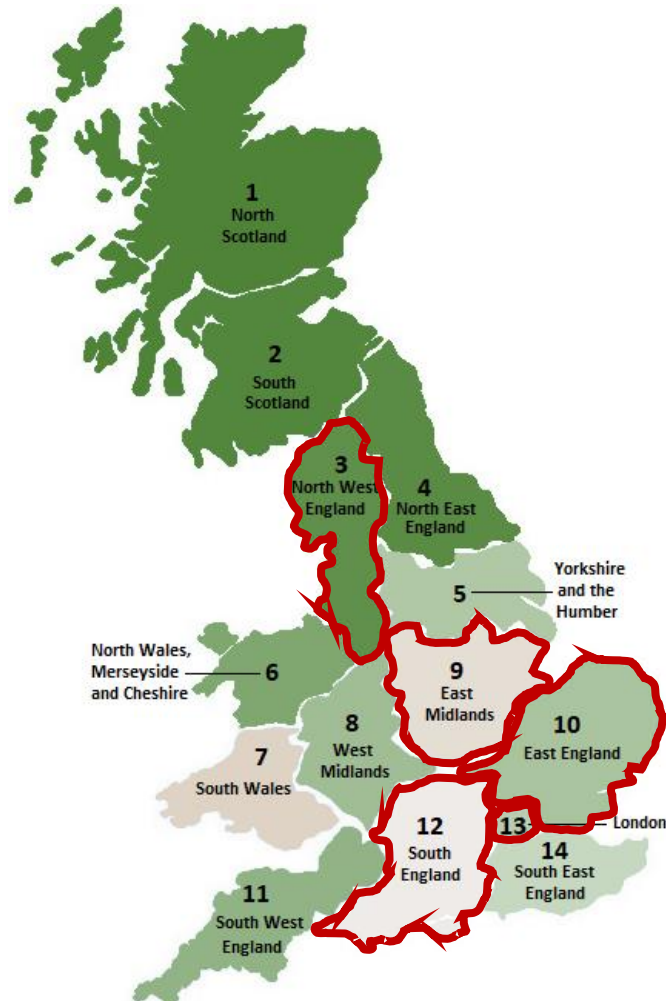 1
North
Scotland
2
South
Scotland
3
North West
England
4
North East
England
5
Yorkshire
and the
Humber
North Wales,
Merseyside
and Cheshire
6
7
South Wales
8
West
Midlands
9
East
Midlands
10
East England
11
South West
England
12
South
England
13
London
14
South East
England